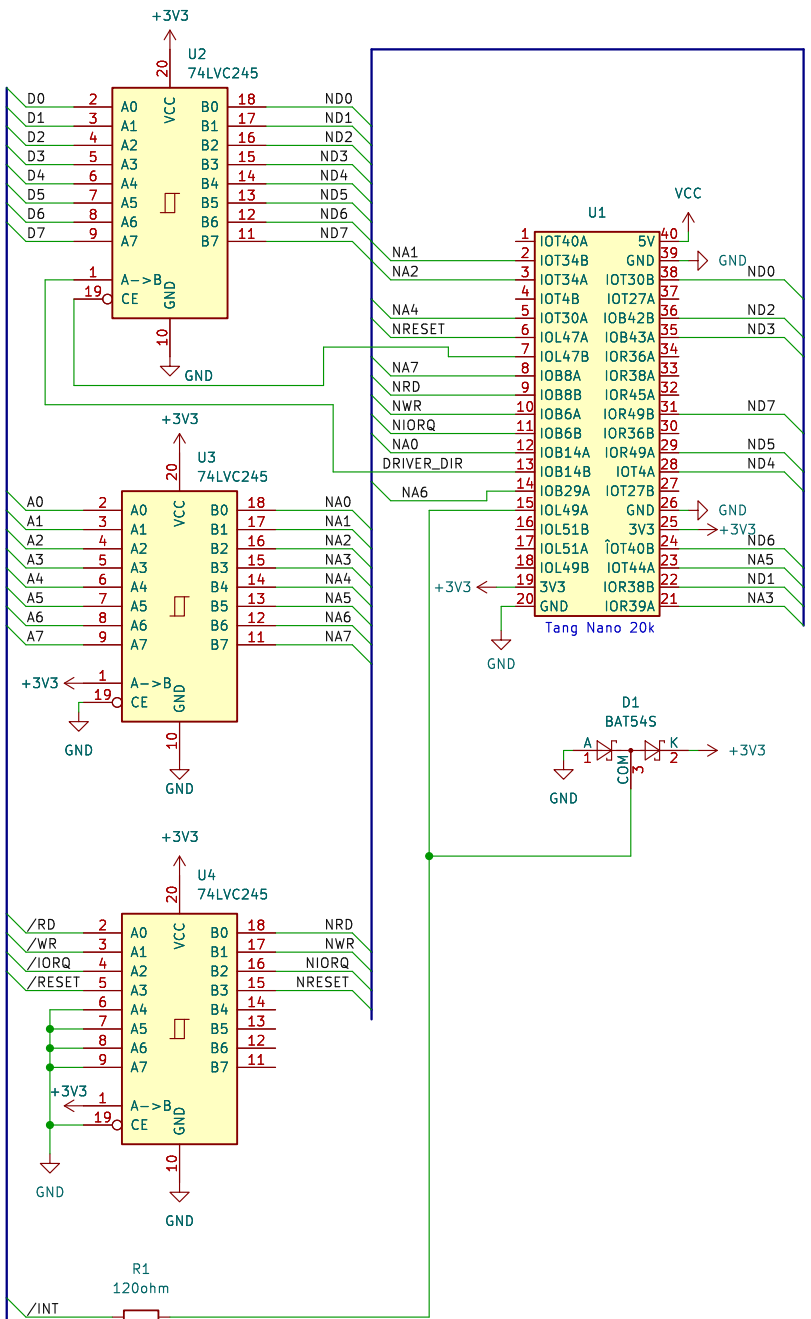 +3V3
U2
74LVC245
20
VCC
D0 2 A0 B0 18 ND0
D1 3 A1 B1 17 ND1
D2 4 A2 B2 16 ND2
D3 5 A3 B3 15 ND3
D4 6 A4 B4 14 ND4
D5 7 A5 B5 13 ND5
D6 8 A6 B6 12 ND6
D7 9 A7 B7 11 ND7
1 A->B
19 CE
GND
10
GND
U1
VCC
1 IOT40A 5V 40
NA1 2 IOT34B GND 39 GND
NA2 3 IOT34A IOT30B 38 ND0
4 IOT4B IOT27A 37
NA4 5 IOT30A IOB42B 36 ND2
NRESET 6 IOL47A IOB43A 35 ND3
7 IOL47B IOR36A 34
NA7 8 IOB8A IOR38A 33
NRD 9 IOB8B IOR45A 32
NWR 10 IOB6A IOR49B 31 ND7
NIORQ 11 IOB6B IOR36B 30
NA0 12 IOB14A IOR49A 29 ND5
DRIVER_DIR 13 IOB14B IOT4A 28 ND4
NA6 14 IOB29A IOT27B 27
15 IOL49A GND 26 GND
16 IOL51B 3V3 25 +3V3
17 IOL51A IOT40B 24 ND6
18 IOL49B IOT44A 23 NA5
+3V3 19 3V3 IOR38B 22 ND1
20 GND IOR39A 21 NA3
Tang Nano 20k
GND
+3V3
U3
74LVC245
20
VCC
A0 2 A0 B0 18 NA0
A1 3 A1 B1 17 NA1
A2 4 A2 B2 16 NA2
A3 5 A3 B3 15 NA3
A4 6 A4 B4 14 NA4
A5 7 A5 B5 13 NA5
A6 8 A6 B6 12 NA6
A7 9 A7 B7 11 NA7
+3V3 1 A->B
19 CE
GND
GND
10
GND
D1
BAT54S
A K
1 2
COM
3
+3V3
GND
+3V3
U4
74LVC245
20
VCC
/RD 2 A0 B0 18 NRD
/WR 3 A1 B1 17 NWR
/IORQ 4 A2 B2 16 NIORQ
/RESET 5 A3 B3 15 NRESET
6 A4 B4 14
7 A5 B5 13
8 A6 B6 12
9 A7 B7 11
+3V3 1 A->B
19 CE
GND
10
GND
GND
R1
120ohm
/INT